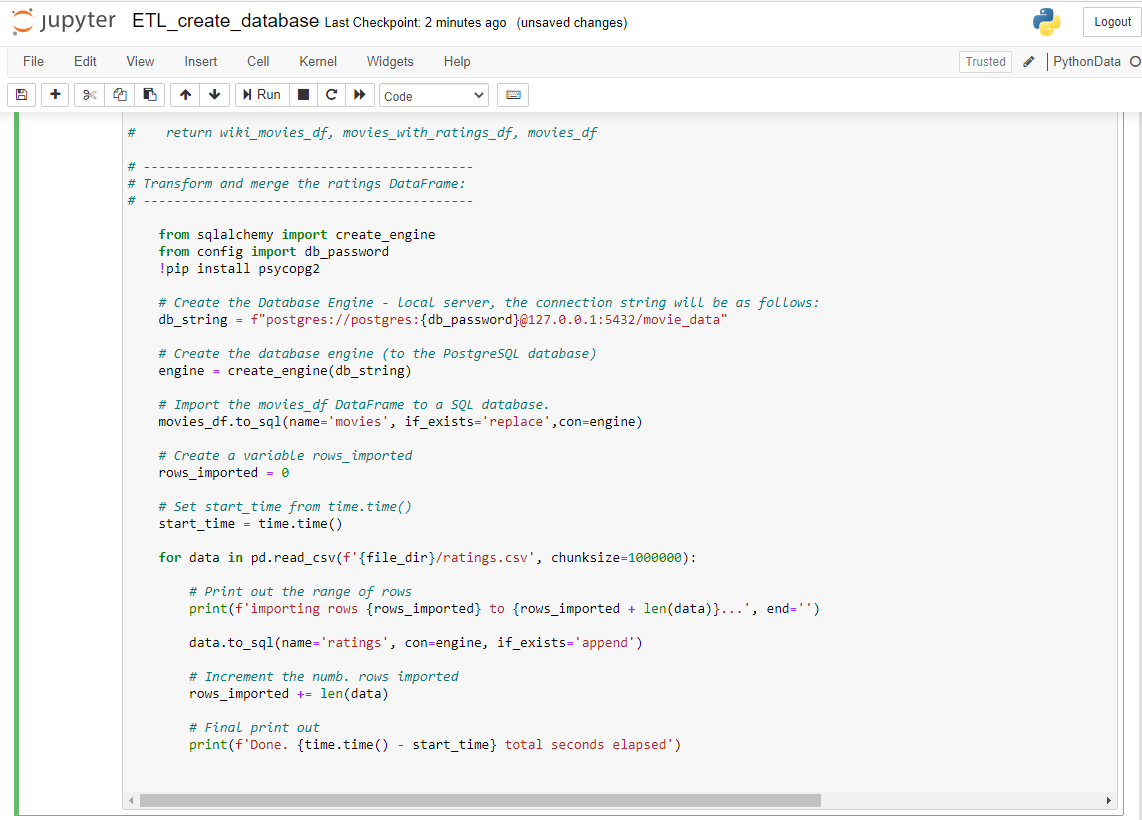 jupyter ETL_create_database Last Checkpoint: 2 minutes ago (unsaved changes)
Logout
File Edit View Insert Cell Kernel Widgets Help
Trusted PythonData
Run Code
#    return wiki_movies_df, movies_with_ratings_df, movies_df
# -------------------------------------------
# Transform and merge the ratings DataFrame:
# -------------------------------------------
from sqlalchemy import create_engine
from config import db_password
!pip install psycopg2
# Create the Database Engine - local server, the connection string will be as follows:
db_string = f"postgres://postgres:{db_password}@127.0.0.1:5432/movie_data"
# Create the database engine (to the PostgreSQL database)
engine = create_engine(db_string)
# Import the movies_df DataFrame to a SQL database.
movies_df.to_sql(name='movies', if_exists='replace',con=engine)
# Create a variable rows_imported
rows_imported = 0
# Set start_time from time.time()
start_time = time.time()
for data in pd.read_csv(f'{file_dir}/ratings.csv', chunksize=1000000):
# Print out the range of rows
print(f'importing rows {rows_imported} to {rows_imported + len(data)}...', end='')
data.to_sql(name='ratings', con=engine, if_exists='append')
# Increment the numb. rows imported
rows_imported += len(data)
# Final print out
print(f'Done. {time.time() - start_time} total seconds elapsed')